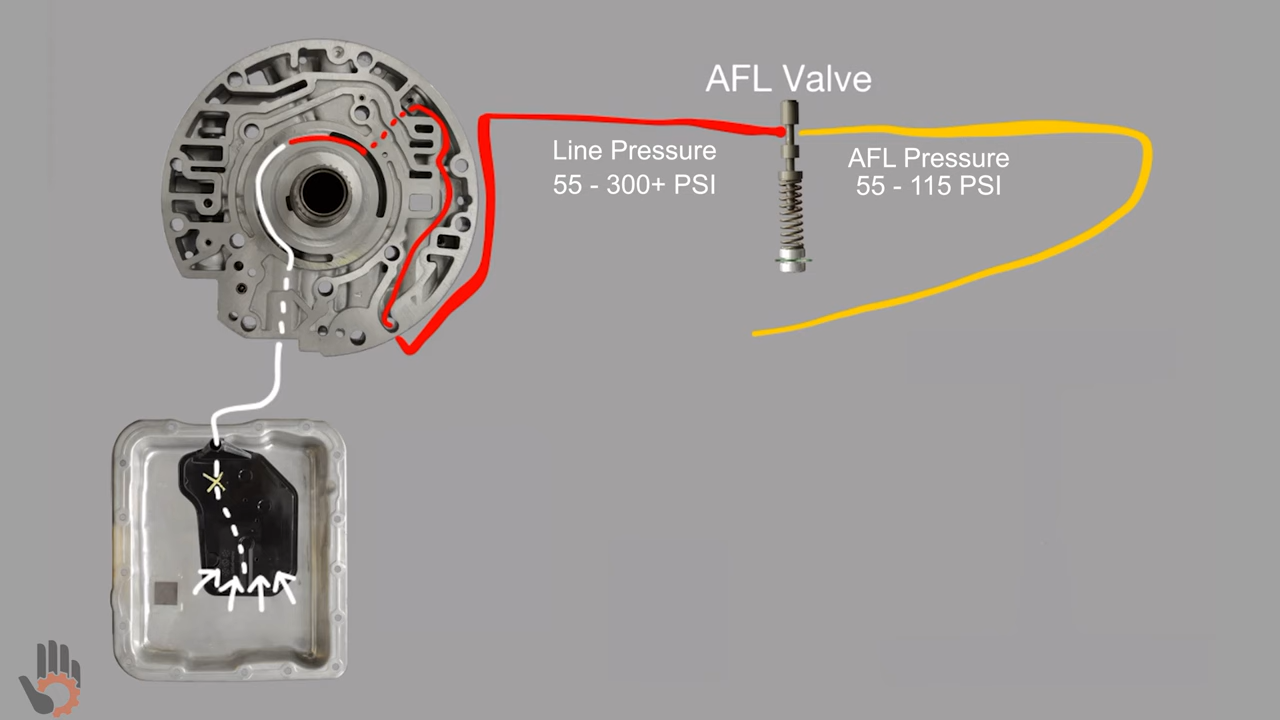 AFL Valve
Line Pressure
55 - 300+ PSI
AFL Pressure
55 - 115 PSI